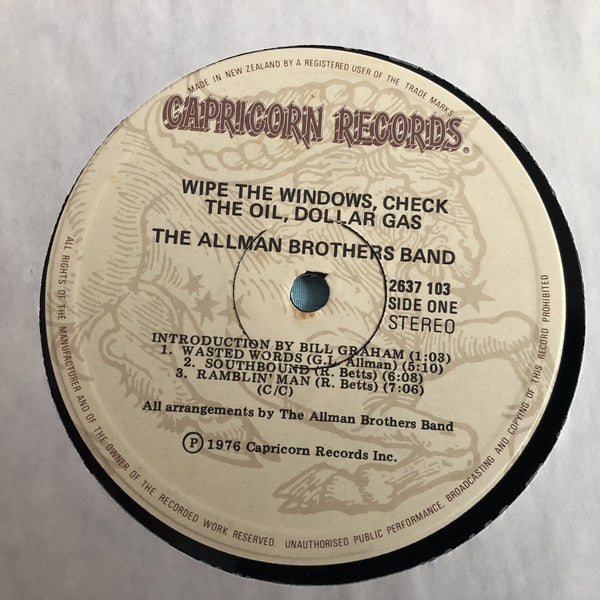 MADE IN NEW ZEALAND BY A REGISTERED USER OF THE TRADE MARKS
CAPRICORN RECORDS®
WIPE THE WINDOWS, CHECK
THE OIL, DOLLAR GAS
THE ALLMAN BROTHERS BAND
2637 103
SIDE ONE
STEREO
INTRODUCTION BY BILL GRAHAM (1:03)
1. WASTED WORDS (G.L. Allman) (5:10)
2. SOUTHBOUND (R. Betts) (6:08)
3. RAMBLIN' MAN (R. Betts) (7:06)
(C/C)
All arrangements by The Allman Brothers Band
Ⓟ 1976 Capricorn Records Inc.
ALL RIGHTS OF THE MANUFACTURER AND OF THE OWNER OF THE RECORDED WORK RESERVED. UNAUTHORISED PUBLIC PERFORMANCE, BROADCASTING AND COPYING OF THIS RECORD PROHIBITED